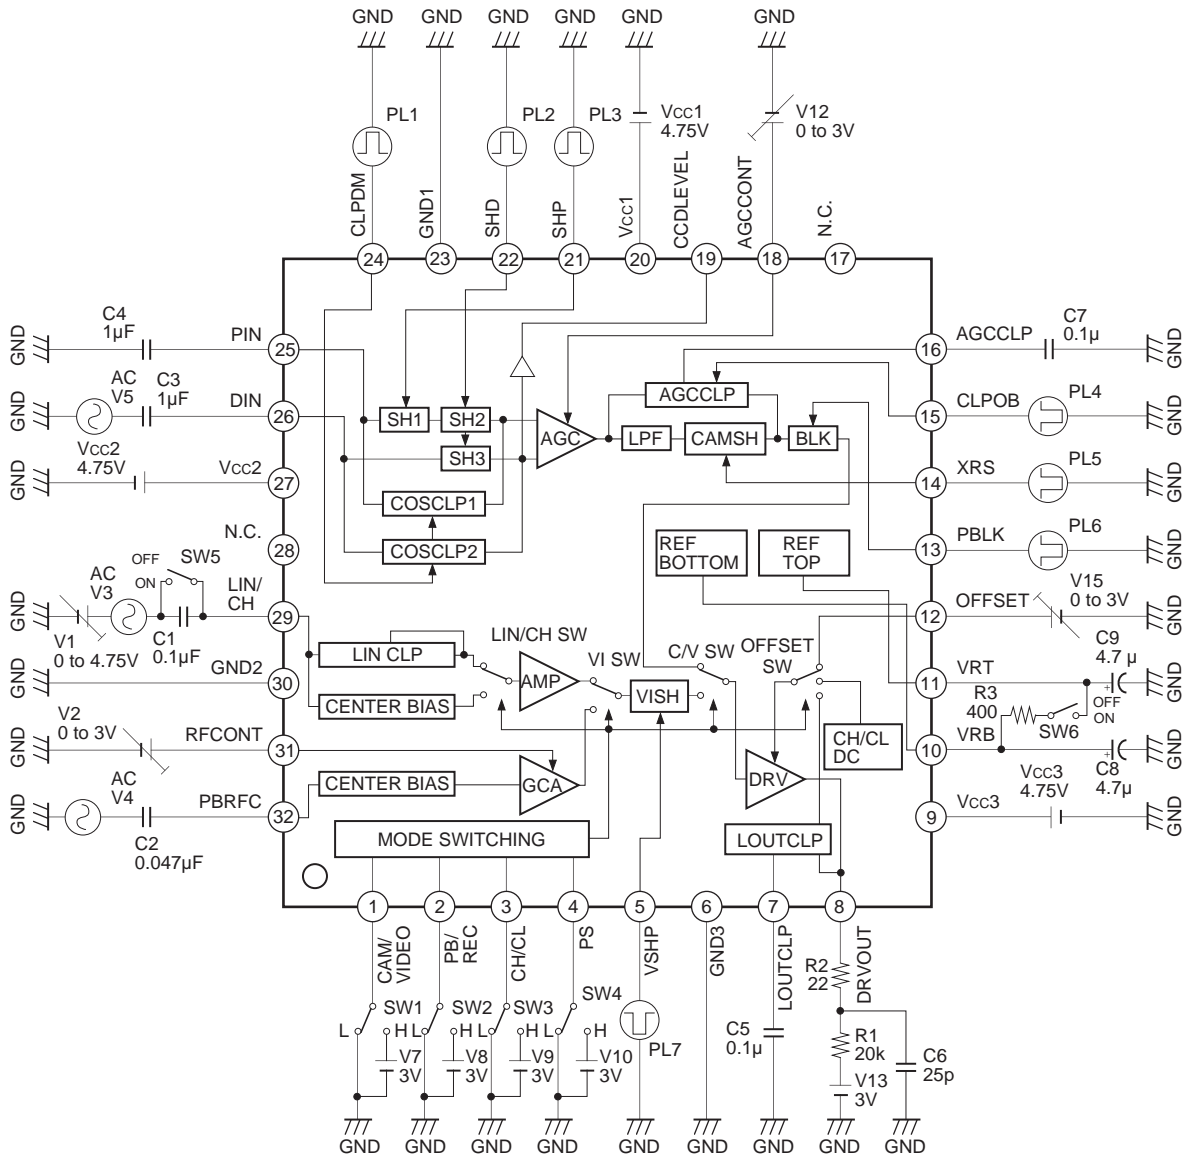 GND GND GND GND GND GND
PL1 PL2 PL3 Vcc1 4.75V V12 0 to 3V
CLPDM GND1 SHD SHP Vcc1 CCDLEVEL AGCCONT N.C.
24 23 22 21 20 19 18 17
GND C4 1μF PIN 25
16 AGCCLP C7 0.1μ GND
GND AC V5 C3 1μF DIN 26
15 CLPOB PL4 GND
GND Vcc2 4.75V Vcc2 27
14 XRS PL5 GND
N.C. 28
13 PBLK PL6 GND
GND V1 0 to 4.75V AC V3 OFF ON SW5 C1 0.1μF LIN/CH 29
12 OFFSET V15 0 to 3V GND
GND GND2 30
11 VRT C9 4.7 μ + GND
R3 400 SW6 OFF ON
GND V2 0 to 3V RFCONT 31
10 VRB C8 4.7μ + GND
GND AC V4 C2 0.047μF PBRFC 32
9 Vcc3 Vcc3 4.75V GND
AGCCLP
SH1 SH2 AGC LPF CAMSH BLK
SH3
COSCLP1
COSCLP2
REF BOTTOM
REF TOP
LIN/CH SW
VI SW
C/V SW
OFFSET SW
LIN CLP
AMP
VISH
CENTER BIAS
CH/CL DC
CENTER BIAS
GCA
DRV
MODE SWITCHING
LOUTCLP
1 2 3 4 5 6 7 8
CAM/VIDEO PB/REC CH/CL PS VSHP GND3 LOUTCLP DRVOUT
SW1 SW2 SW3 SW4
L H L H L H L H
V7 3V V8 3V V9 3V V10 3V
PL7
C5 0.1μ
R2 22
R1 20k
V13 3V
C6 25p
GND GND GND GND GND GND GND GND GND